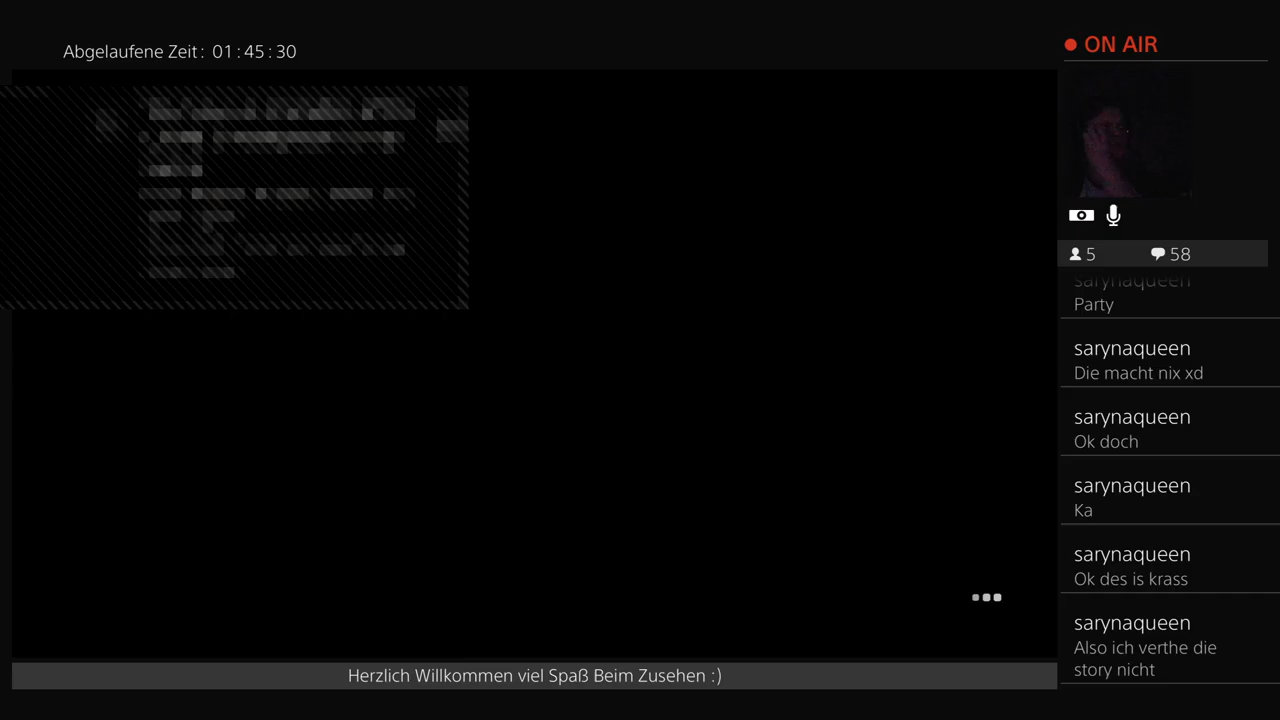 Abgelaufene Zeit: 01:45:30
ON AIR
5 58
sarynaqueen
Party
sarynaqueen
Die macht nix xd
sarynaqueen
Ok doch
sarynaqueen
Ka
sarynaqueen
Ok des is krass
sarynaqueen
Also ich verthe die
story nicht
Herzlich Willkommen viel Spaß Beim Zusehen :)